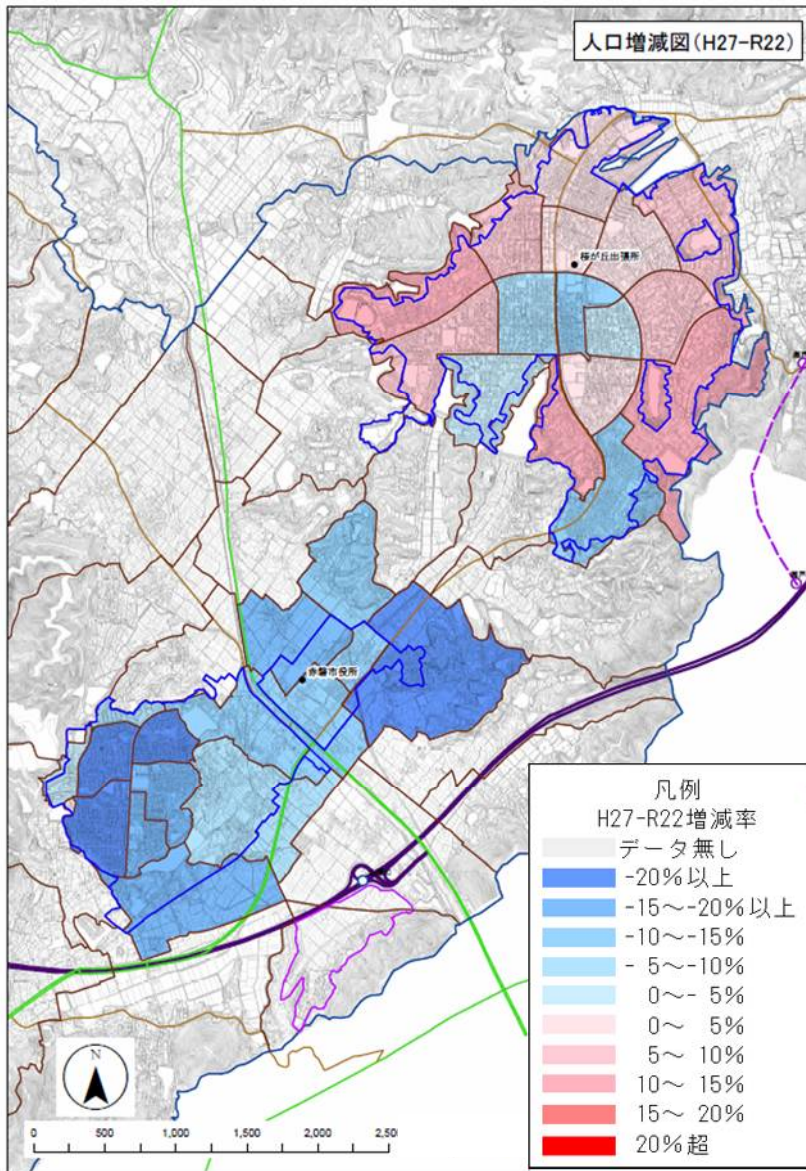 人口増減図(H27-R22)
桜が丘出張所
赤磐市役所
凡例
H27-R22増減率
データ無し
-20%以上
-15～-20%以上
-10～-15%
- 5～-10%
0～- 5%
0～ 5%
5～ 10%
10～ 15%
15～ 20%
20%超
N
0 500 1,000 1,500 2,000 2,50